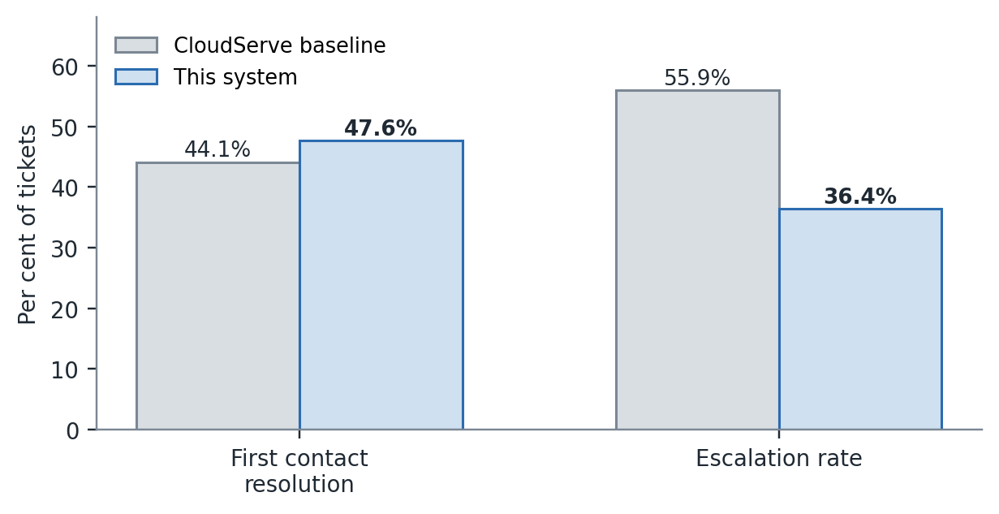 CloudServe baseline
This system
Per cent of tickets
60
50
40
30
20
10
0
44.1%
47.6%
55.9%
36.4%
First contact
resolution
Escalation rate